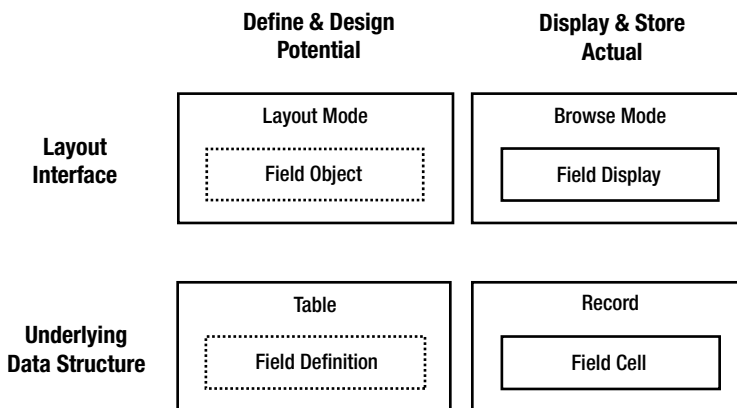 Define & Design
Potential
Display & Store
Actual
Layout
Interface
Layout Mode
Field Object
Browse Mode
Field Display
Underlying
Data Structure
Table
Field Definition
Record
Field Cell